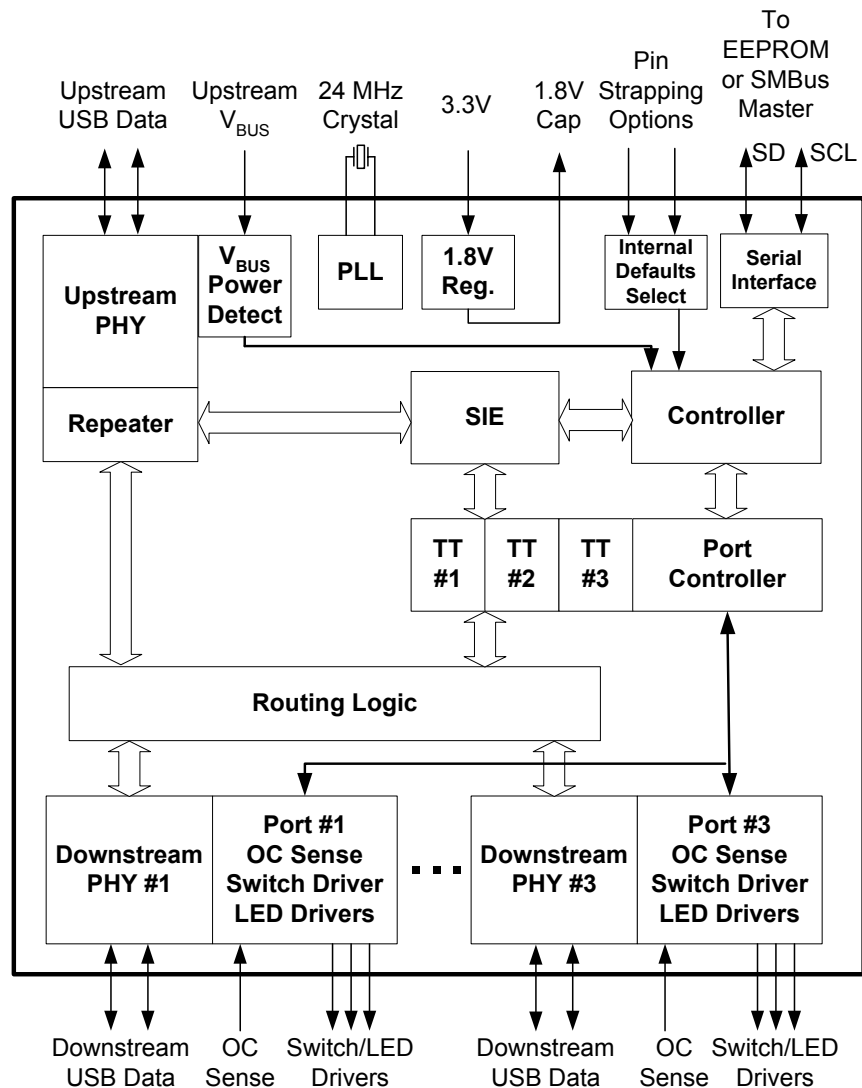 To
EEPROM
or SMBus
Master
Pin
Strapping
Options
Upstream
USB Data
Upstream
VBUS
24 MHz
Crystal
3.3V
1.8V
Cap
SD
SCL
Upstream
PHY
VBUS
Power
Detect
PLL
1.8V
Reg.
Internal
Defaults
Select
Serial
Interface
Repeater
SIE
Controller
TT
#1
TT
#2
TT
#3
Port
Controller
Routing Logic
Downstream
PHY #1
Port #1
OC Sense
Switch Driver
LED Drivers
...
Downstream
PHY #3
Port #3
OC Sense
Switch Driver
LED Drivers
Downstream
USB Data
OC
Sense
Switch/LED
Drivers
Downstream
USB Data
OC
Sense
Switch/LED
Drivers